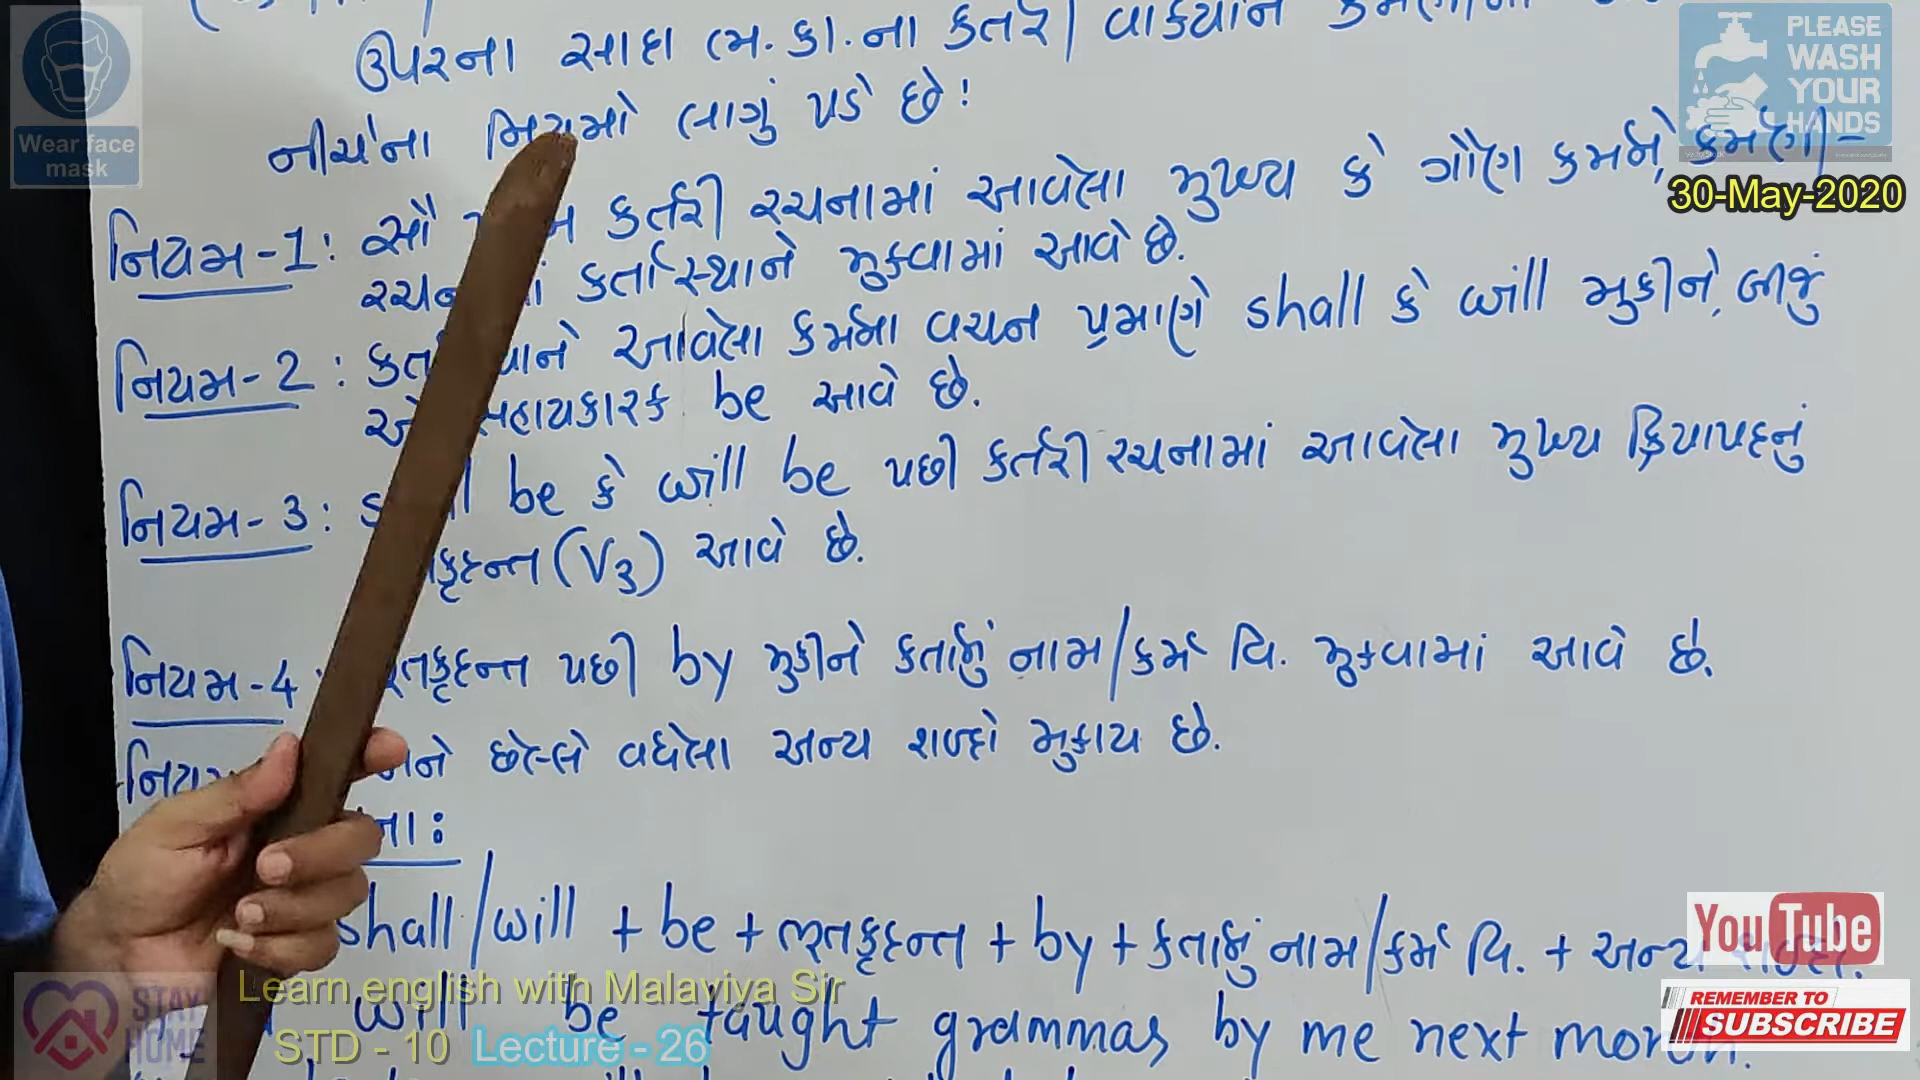 ઉપરના સાદા ભ. કા. ના કર્તરી વાક્યોને
નીચેના નિયમો લાગું પડે છે!
નિયમ-1: સૌ કર્તરી રચનામાં આવેલા મુખ્ય કે ગૌણ કર્મને, કર્મણી-
કર્તાસ્થાને મુકવામાં આવે છે.
નિયમ-2: આવેલા કર્મના વચન પ્રમાણે shall કે will મુકીને, બીજું
સહાયકારક be આવે છે.
નિયમ-3: be કે will be પછી કર્તરી રચનામાં આવેલા મુખ્ય ક્રિયાપદનું
(V3) આવે છે.
નિયમ-4 પછી by મુકીને કર્તાનું નામ/કર્મ વિ. મુકવામાં આવે છે.
છેલ્લે વધેલા અન્ય શબ્દો મુકાય છે.
shall/will + be + ભૂતકૃદન્ત + by + કર્તાનું નામ/કર્મ વિ. + અન્ય
will be taught grammar by me next
Wear face
mask
PLEASE
WASH
YOUR
HANDS
30-May-2020
STAY
HOME
Learn english with Malaviya Sir
STD - 10 Lecture - 26
YouTube
REMEMBER TO
SUBSCRIBE